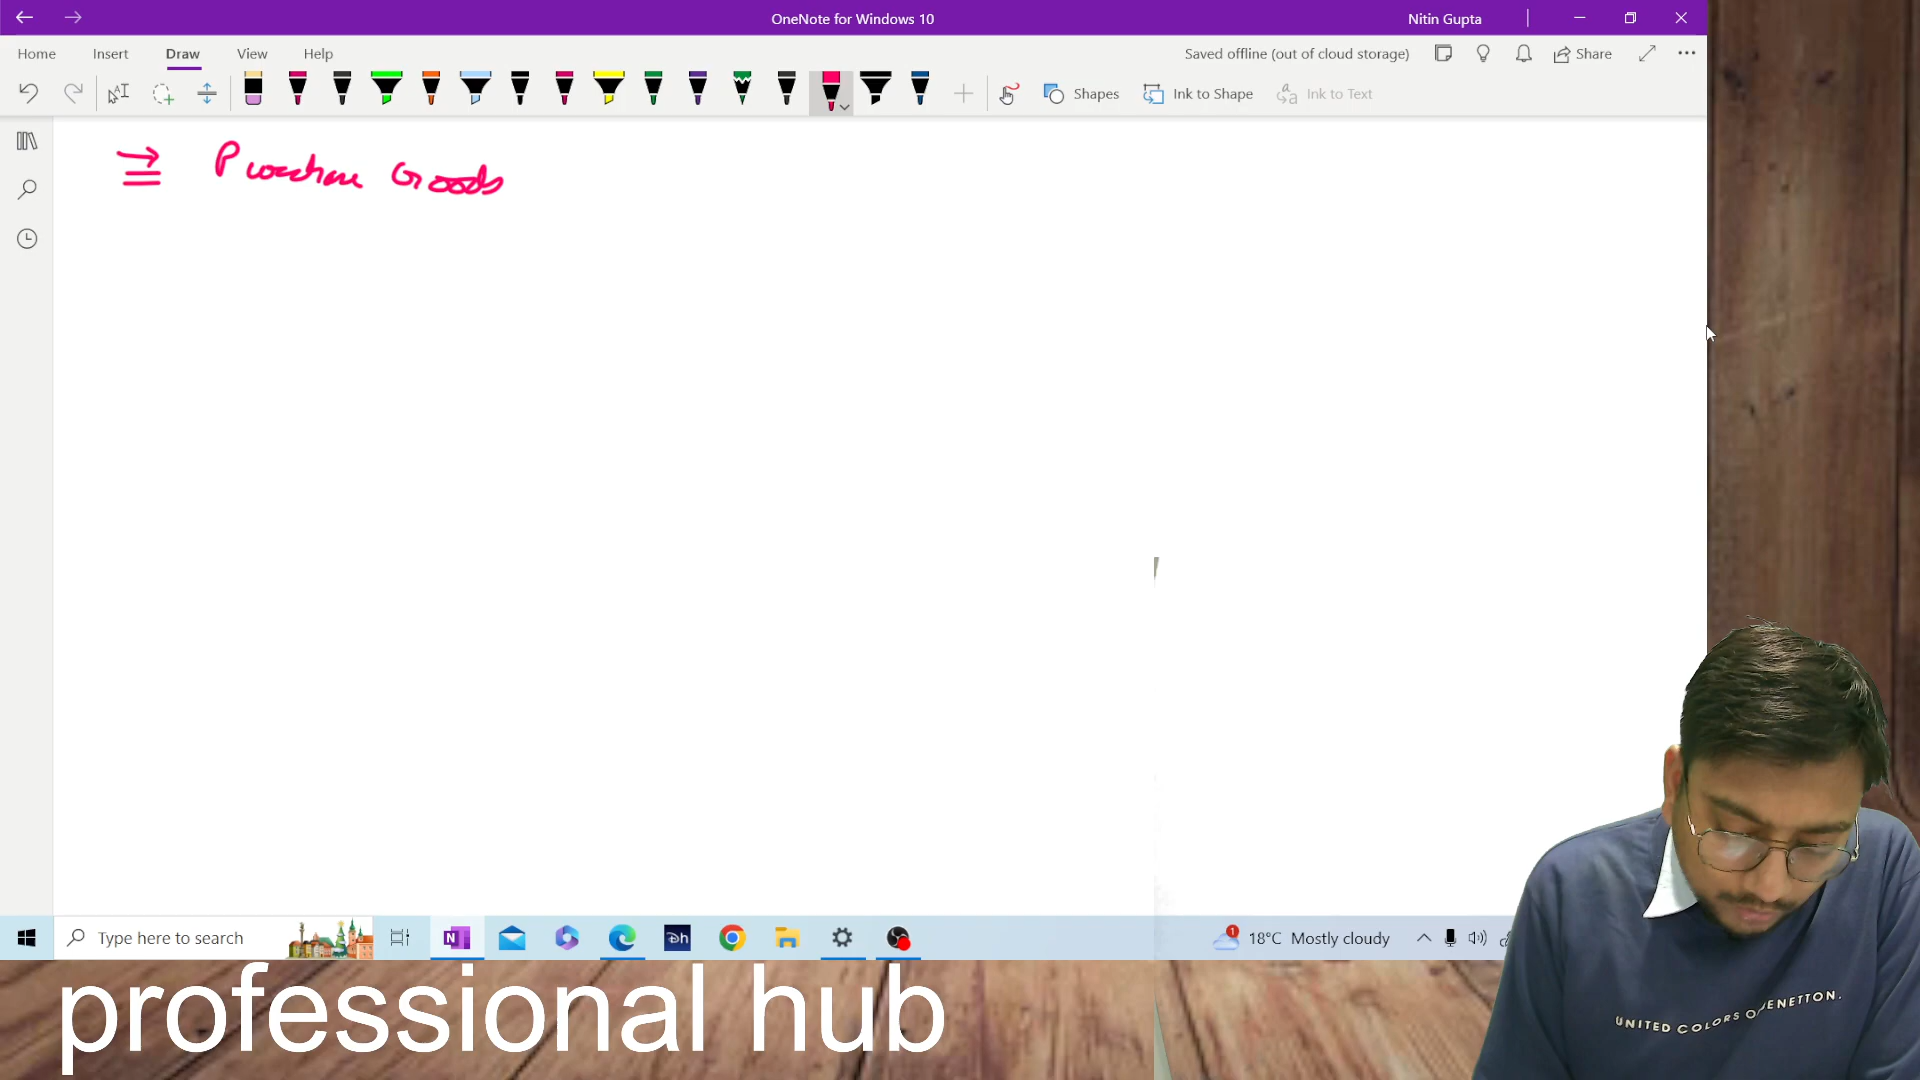 OneNote for Windows 10
Nitin Gupta
Home Insert Draw View Help
Saved offline (out of cloud storage)
Share
Shapes
Ink to Shape
Ink to Text
Purchase Goods
Type here to search
18°C Mostly cloudy
professional hub
UNITED COLORS OF BENETTON.